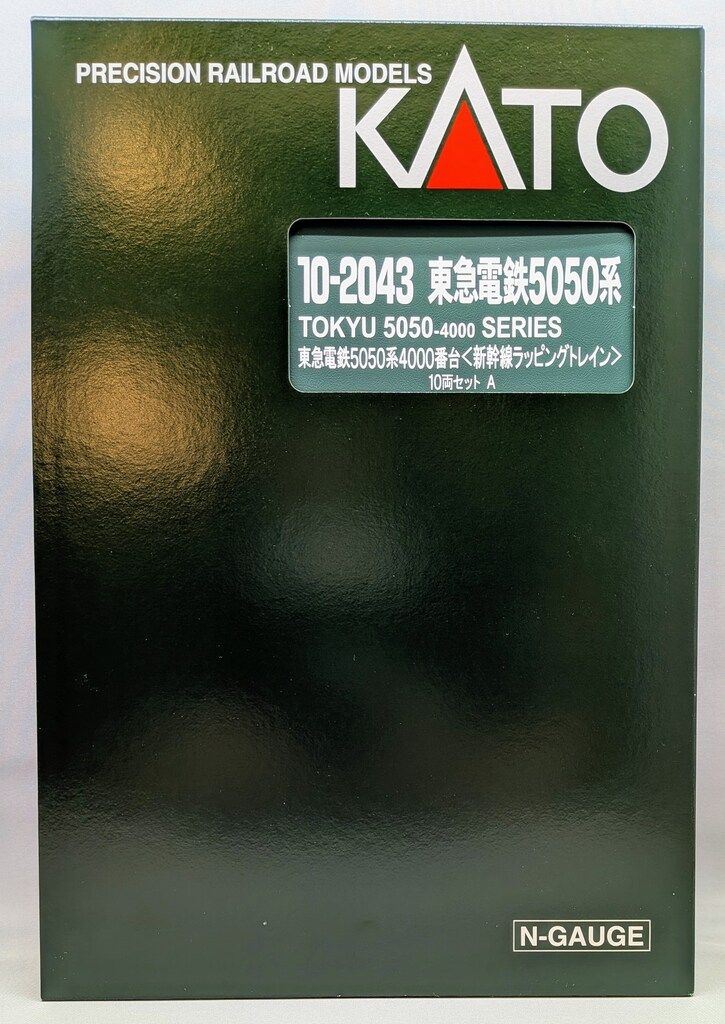 PRECISION RAILROAD MODELS
KATO
10-2043 東急電鉄5050系
TOKYU 5050-4000 SERIES
東急電鉄5050系4000番台<新幹線ラッピングトレイン>
10両セット A
N-GAUGE